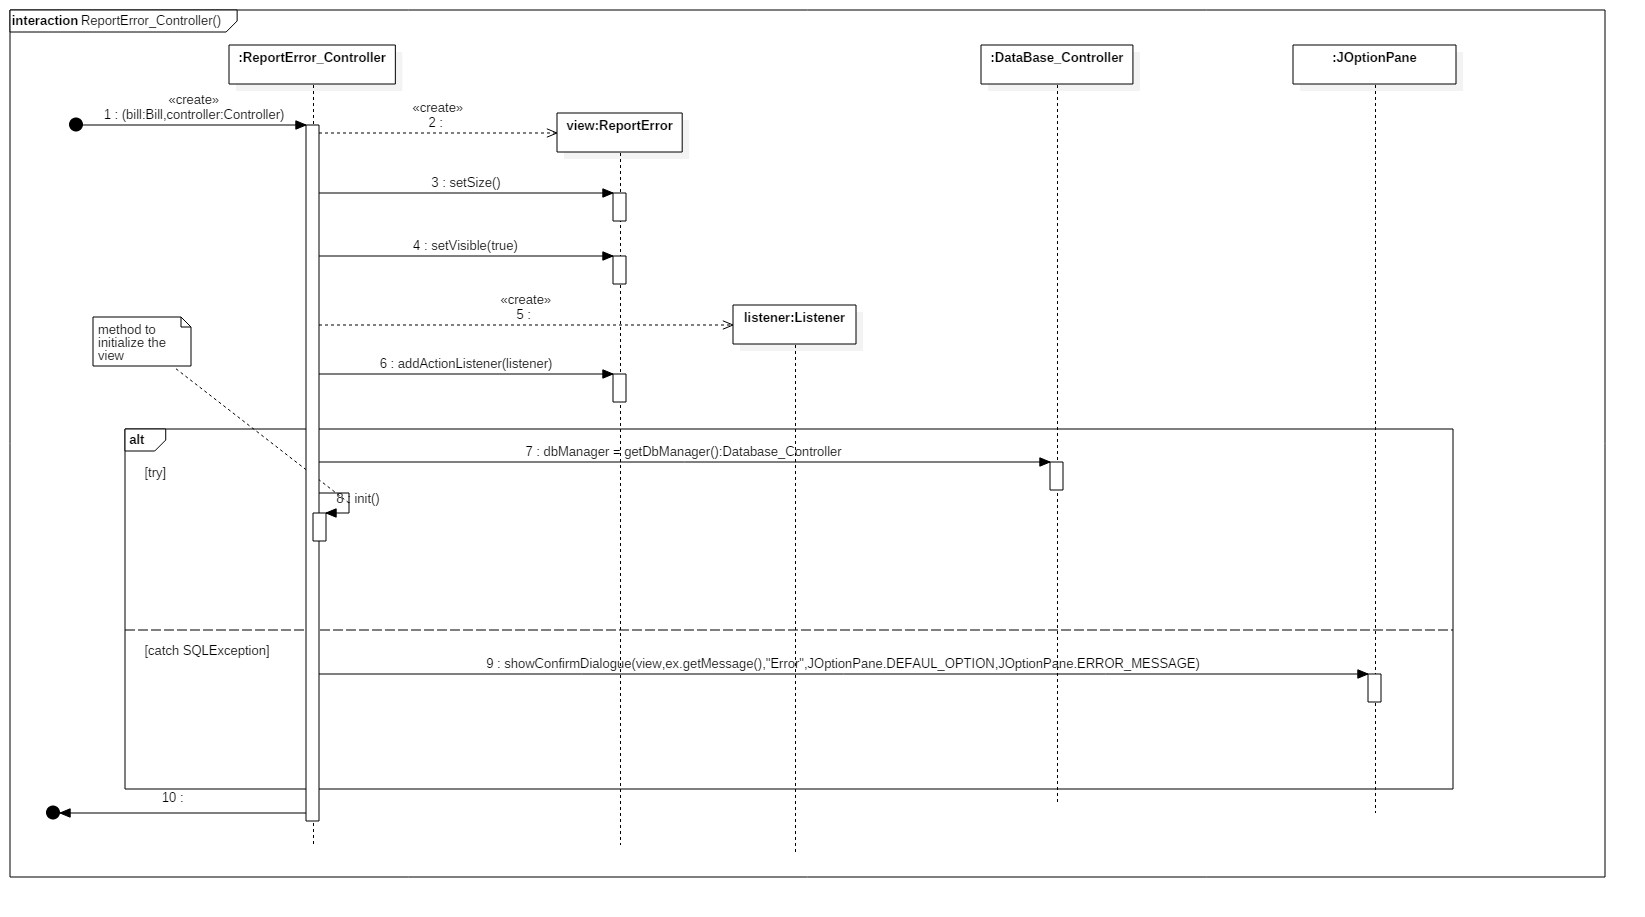 interaction ReportError_Controller()
:ReportError_Controller
:DataBase_Controller
:JOptionPane
«create»
1 : (bill:Bill,controller:Controller)
«create»
2 :
view:ReportError
3 : setSize()
4 : setVisible(true)
«create»
5 :
listener:Listener
method to
initialize the
view
6 : addActionListener(listener)
alt
7 : dbManager = getDbManager():Database_Controller
[try]
8 : init()
[catch SQLException]
9 : showConfirmDialogue(view,ex.getMessage(),"Error",JOptionPane.DEFAUL_OPTION,JOptionPane.ERROR_MESSAGE)
10 :